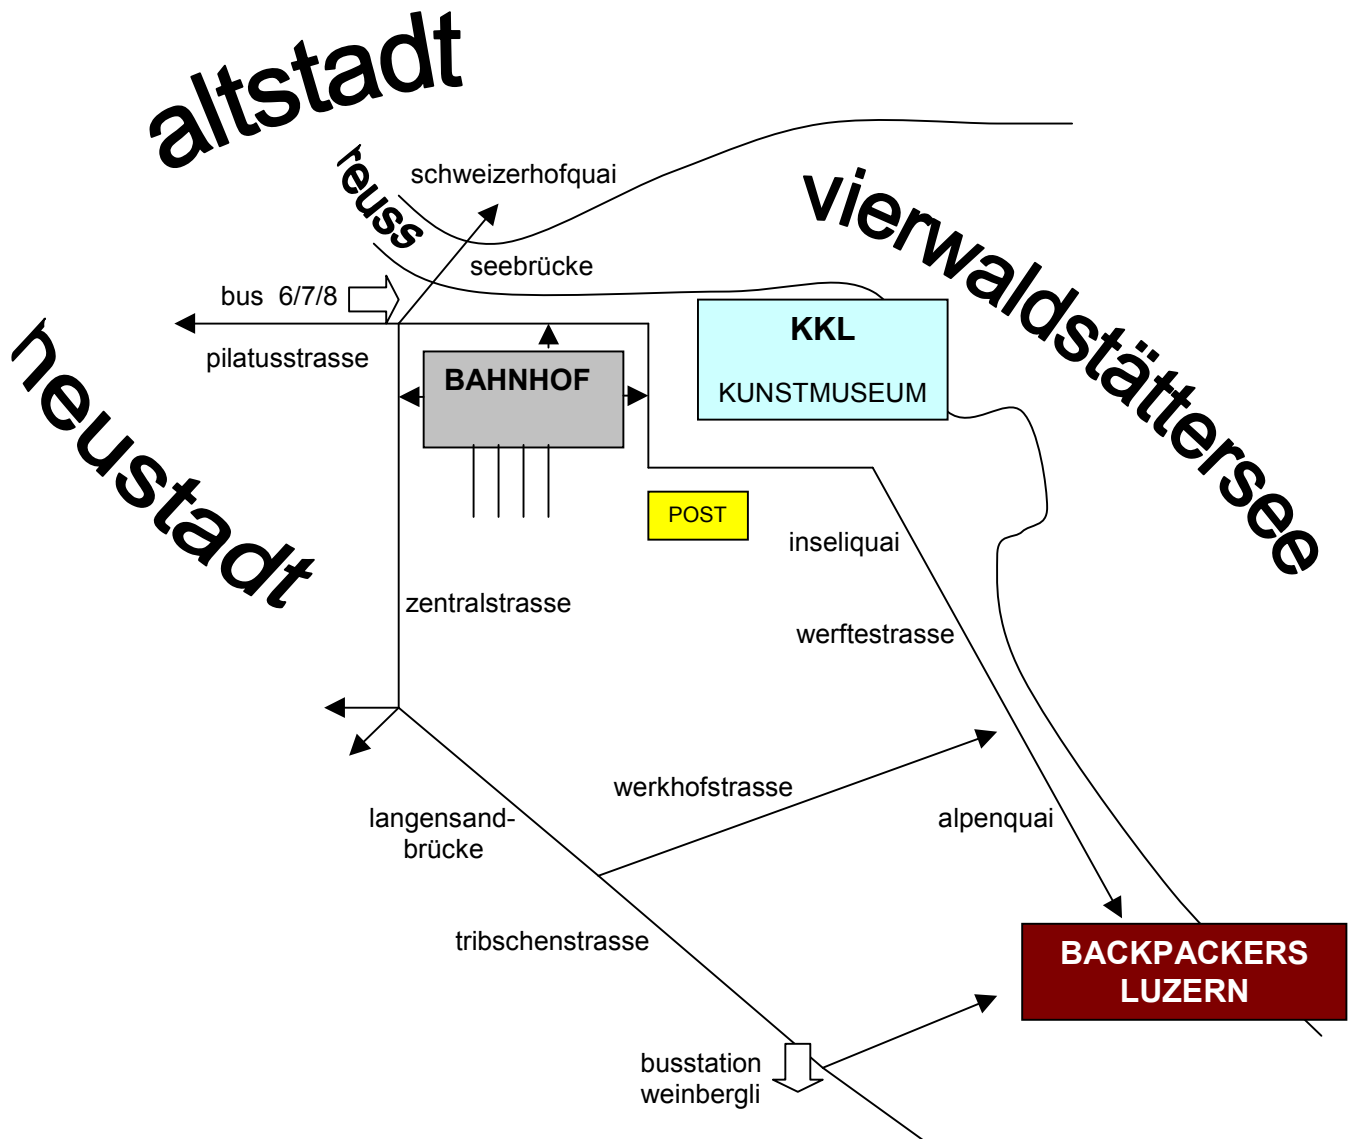 altstadt
reuss
schweizerhofquai
vierwaldstättersee
seebrücke
bus 6/7/8
neustadt
pilatusstrasse
KKL
KUNSTMUSEUM
BAHNHOF
POST
inseliquai
zentralstrasse
werftestrasse
werkhofstrasse
langensand-
brücke
alpenquai
tribschenstrasse
BACKPACKERS
LUZERN
busstation
weinbergli